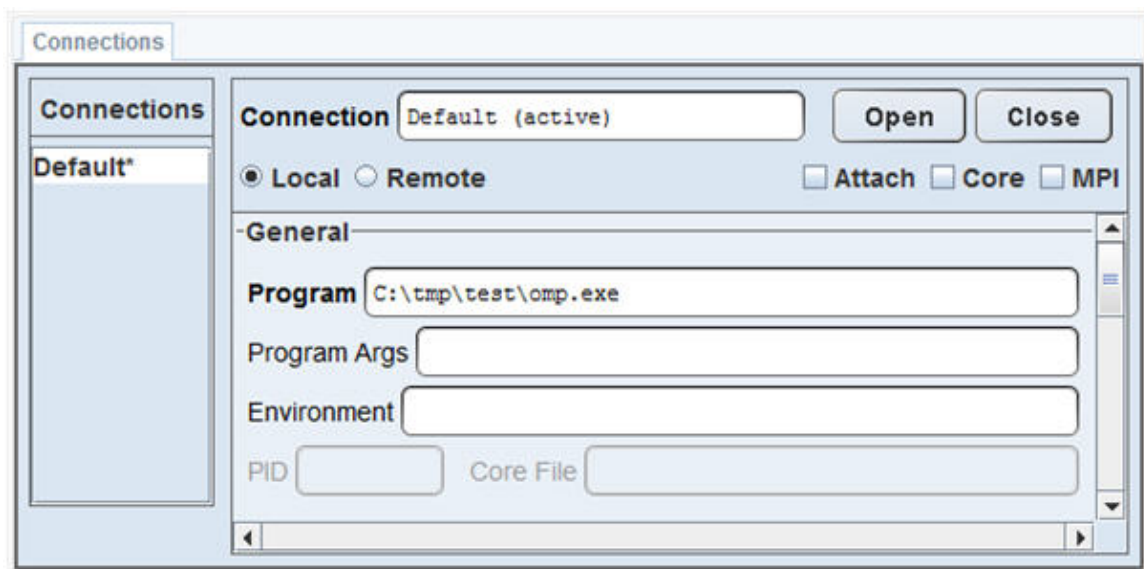 Connections
Connections
Default*
Connection Default (active) Open Close
Local Remote Attach Core MPI
General
Program C:\tmp\test\omp.exe
Program Args
Environment
PID Core File